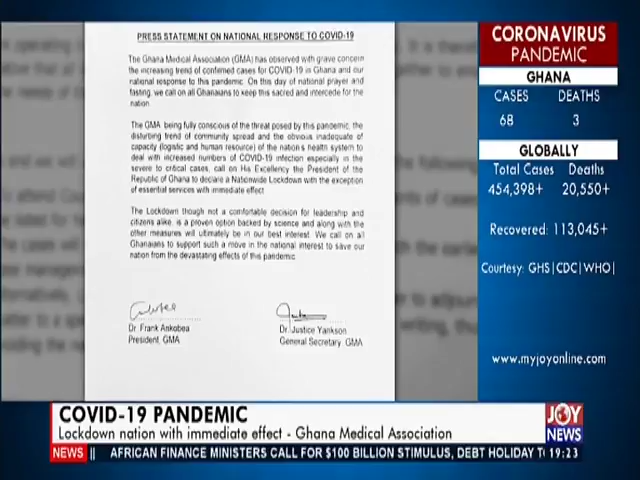 PRESS STATEMENT ON NATIONAL RESPONSE TO COVID-19
The Ghana Medical Association (GMA) has observed with grave concern
the increasing trend of confirmed cases for COVID-19 in Ghana and our
national response to this pandemic. On this day of national prayer and
fasting, we call on all Ghanaians to keep this sacred and intercede for the
nation.
The GMA being fully conscious of the threat posed by this pandemic, the
disturbing trend of community spread and the obvious inadequate of
capacity (logistic and human resource) of the nation's health system to
deal with increased numbers of COVID-19 infection especially in the
severe to critical cases, call on His Excellency the President of the
Republic of Ghana to declare a Nationwide Lockdown with the exception
of essential services with immediate effect
The Lockdown though not a comfortable decision for leadership and
citizens alike, is a proven option backed by science and along with the
other measures will ultimately be in our best interest. We call on all
Ghanaians to support such a move in the national interest to save our
nation from the devastating effects of this pandemic.
Dr. Frank Ankobea
President, GMA
Dr. Justice Yankson
General Secretary, GMA
CORONAVIRUS
PANDEMIC
GHANA
CASES DEATHS
68 3
GLOBALLY
Total Cases Deaths
454,398+ 20,550+
Recovered: 113,045+
Courtesy: GHS|CDC|WHO|
www.myjoyonline.com
COVID-19 PANDEMIC
Lockdown nation with immediate effect - Ghana Medical Association
JOY
NEWS
NEWS || AFRICAN FINANCE MINISTERS CALL FOR $100 BILLION STIMULUS, DEBT HOLIDAY T 19:23